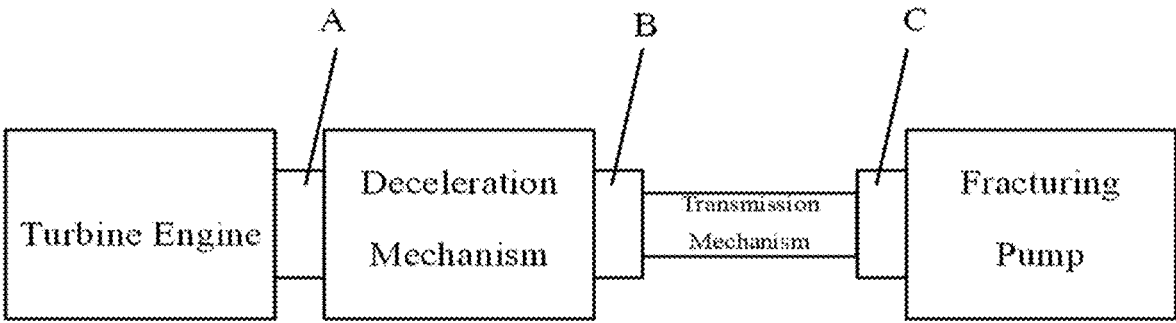 A
B
C
Turbine Engine
Deceleration
Mechanism
Transmission
Mechanism
Fracturing
Pump